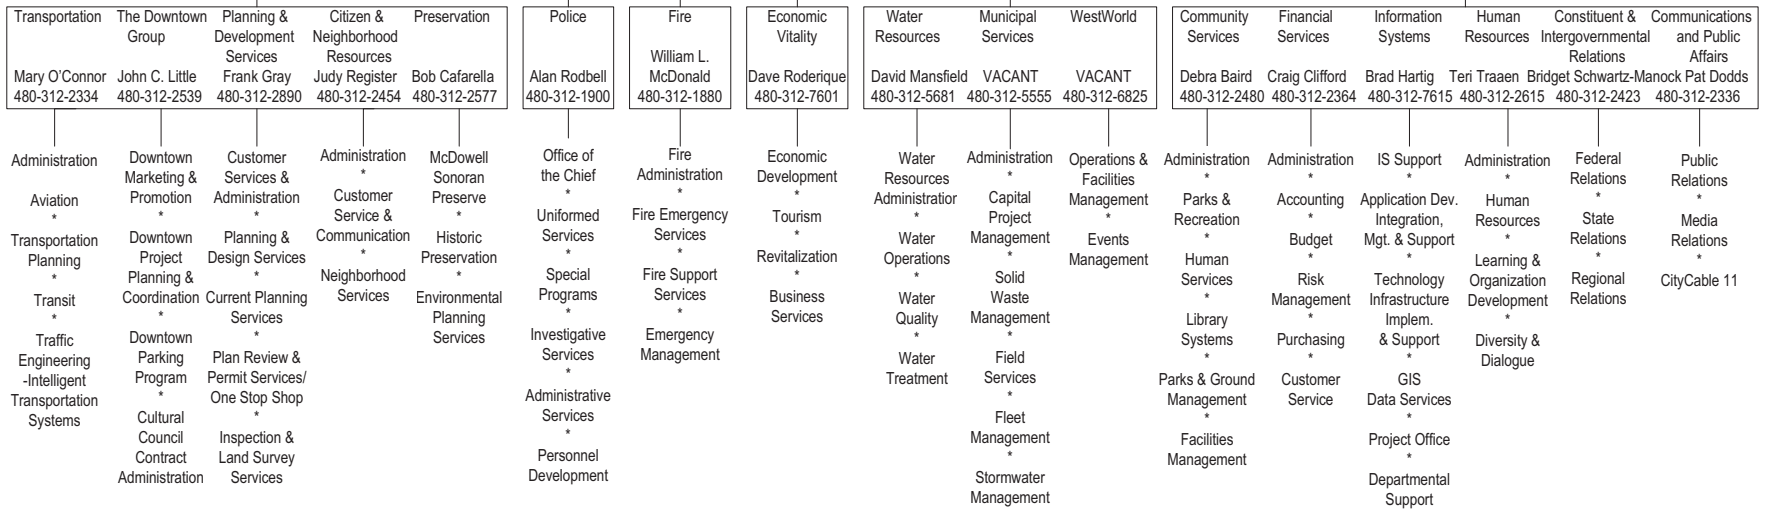 Transportation
Mary O'Connor
480-312-2334
The Downtown
Group
John C. Little
480-312-2539
Planning &
Development
Services
Frank Gray
480-312-2890
Citizen &
Neighborhood
Resources
Judy Register
480-312-2454
Preservation
Bob Cafarella
480-312-2577
Police
Alan Rodbell
480-312-1900
Fire
William L.
McDonald
480-312-1880
Economic
Vitality
Dave Roderique
480-312-7601
Water
Resources
David Mansfield
480-312-5681
Municipal
Services
VACANT
480-312-5555
WestWorld
VACANT
480-312-6825
Community
Services
Debra Baird
480-312-2480
Financial
Services
Craig Clifford
480-312-2364
Information
Systems
Brad Hartig
480-312-7615
Human
Resources
Teri Traaen
480-312-2615
Constituent &
Intergovernmental
Relations
Bridget Schwartz-Manock
480-312-2423
Communications
and Public
Affairs
Pat Dodds
480-312-2336
Administration
Aviation
*
Transportation
Planning
*
Transit
*
Traffic
Engineering
-Intelligent
Transportation
Systems
Downtown
Marketing &
Promotion
*
Downtown
Project
Planning &
Coordination
*
Downtown
Parking
Program
*
Cultural
Council
Contract
Administration
Customer
Services &
Administration
*
Planning &
Design Services
*
Current Planning
Services
*
Plan Review &
Permit Services/
One Stop Shop
*
Inspection &
Land Survey
Services
Administration
*
Customer
Service &
Communication
*
Neighborhood
Services
McDowell
Sonoran
Preserve
*
Historic
Preservation
*
Environmental
Planning
Services
Office of
the Chief
*
Uniformed
Services
*
Special
Programs
*
Investigative
Services
*
Administrative
Services
*
Personnel
Development
Fire
Administration
*
Fire Emergency
Services
*
Fire Support
Services
*
Emergency
Management
Economic
Development
*
Tourism
*
Revitalization
*
Business
Services
Water
Resources
Administratior
*
Water
Operations
*
Water
Quality
*
Water
Treatment
Administration
*
Capital
Project
Management
*
Solid
Waste
Management
*
Field
Services
*
Fleet
Management
*
Stormwater
Management
Operations &
Facilities
Management
*
Events
Management
Administration
*
Parks &
Recreation
*
Human
Services
*
Library
Systems
*
Parks & Ground
Management
*
Facilities
Management
Administration
*
Accounting
*
Budget
*
Risk
Management
*
Purchasing
*
Customer
Service
IS Support
*
Application Dev.
Integration,
Mgt. & Support
*
Technology
Infrastructure
Implem.
& Support
*
GIS
Data Services
*
Project Office
*
Departmental
Support
Administration
*
Human
Resources
*
Learning &
Organization
Development
*
Diversity &
Dialogue
Federal
Relations
*
State
Relations
*
Regional
Relations
Public
Relations
*
Media
Relations
*
CityCable 11